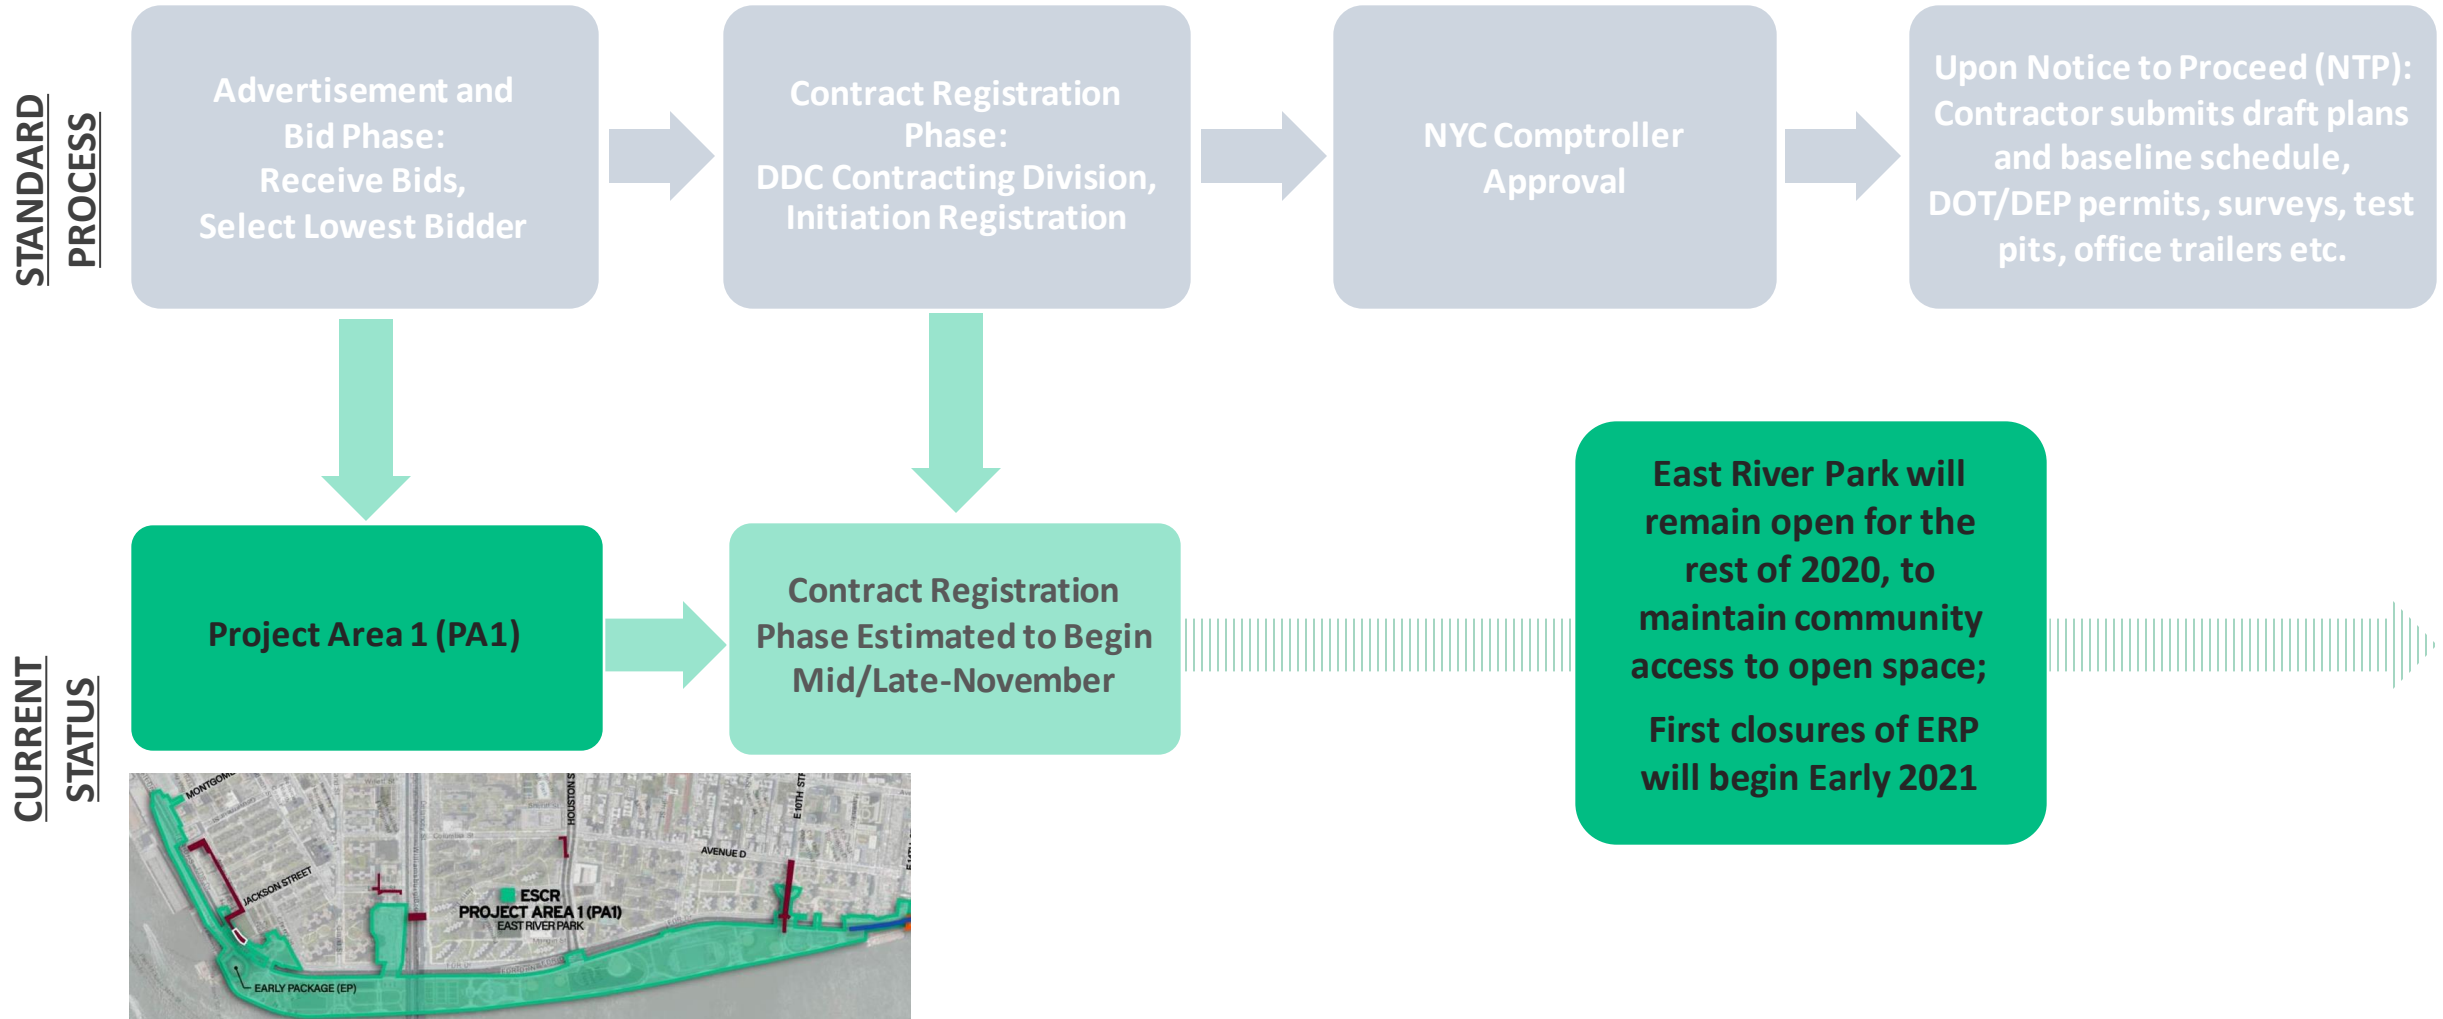 STANDARD
PROCESS
Advertisement and
Bid Phase:
Receive Bids,
Select Lowest Bidder
Contract Registration
Phase:
DDC Contracting Division,
Initiation Registration
NYC Comptroller
Approval
Upon Notice to Proceed (NTP):
Contractor submits draft plans
and baseline schedule,
DOT/DEP permits, surveys, test
pits, office trailers etc.
CURRENT
STATUS
Project Area 1 (PA1)
Contract Registration
Phase Estimated to Begin
Mid/Late-November
East River Park will
remain open for the
rest of 2020, to
maintain community
access to open space;
First closures of ERP
will begin Early 2021
MONTGOM
HOUSTON S
E 10TH STR
AVENUE D
JACKSON STREET
ESCR
PROJECT AREA 1 (PA1)
EAST RIVER PARK
EARLY PACKAGE (EP)